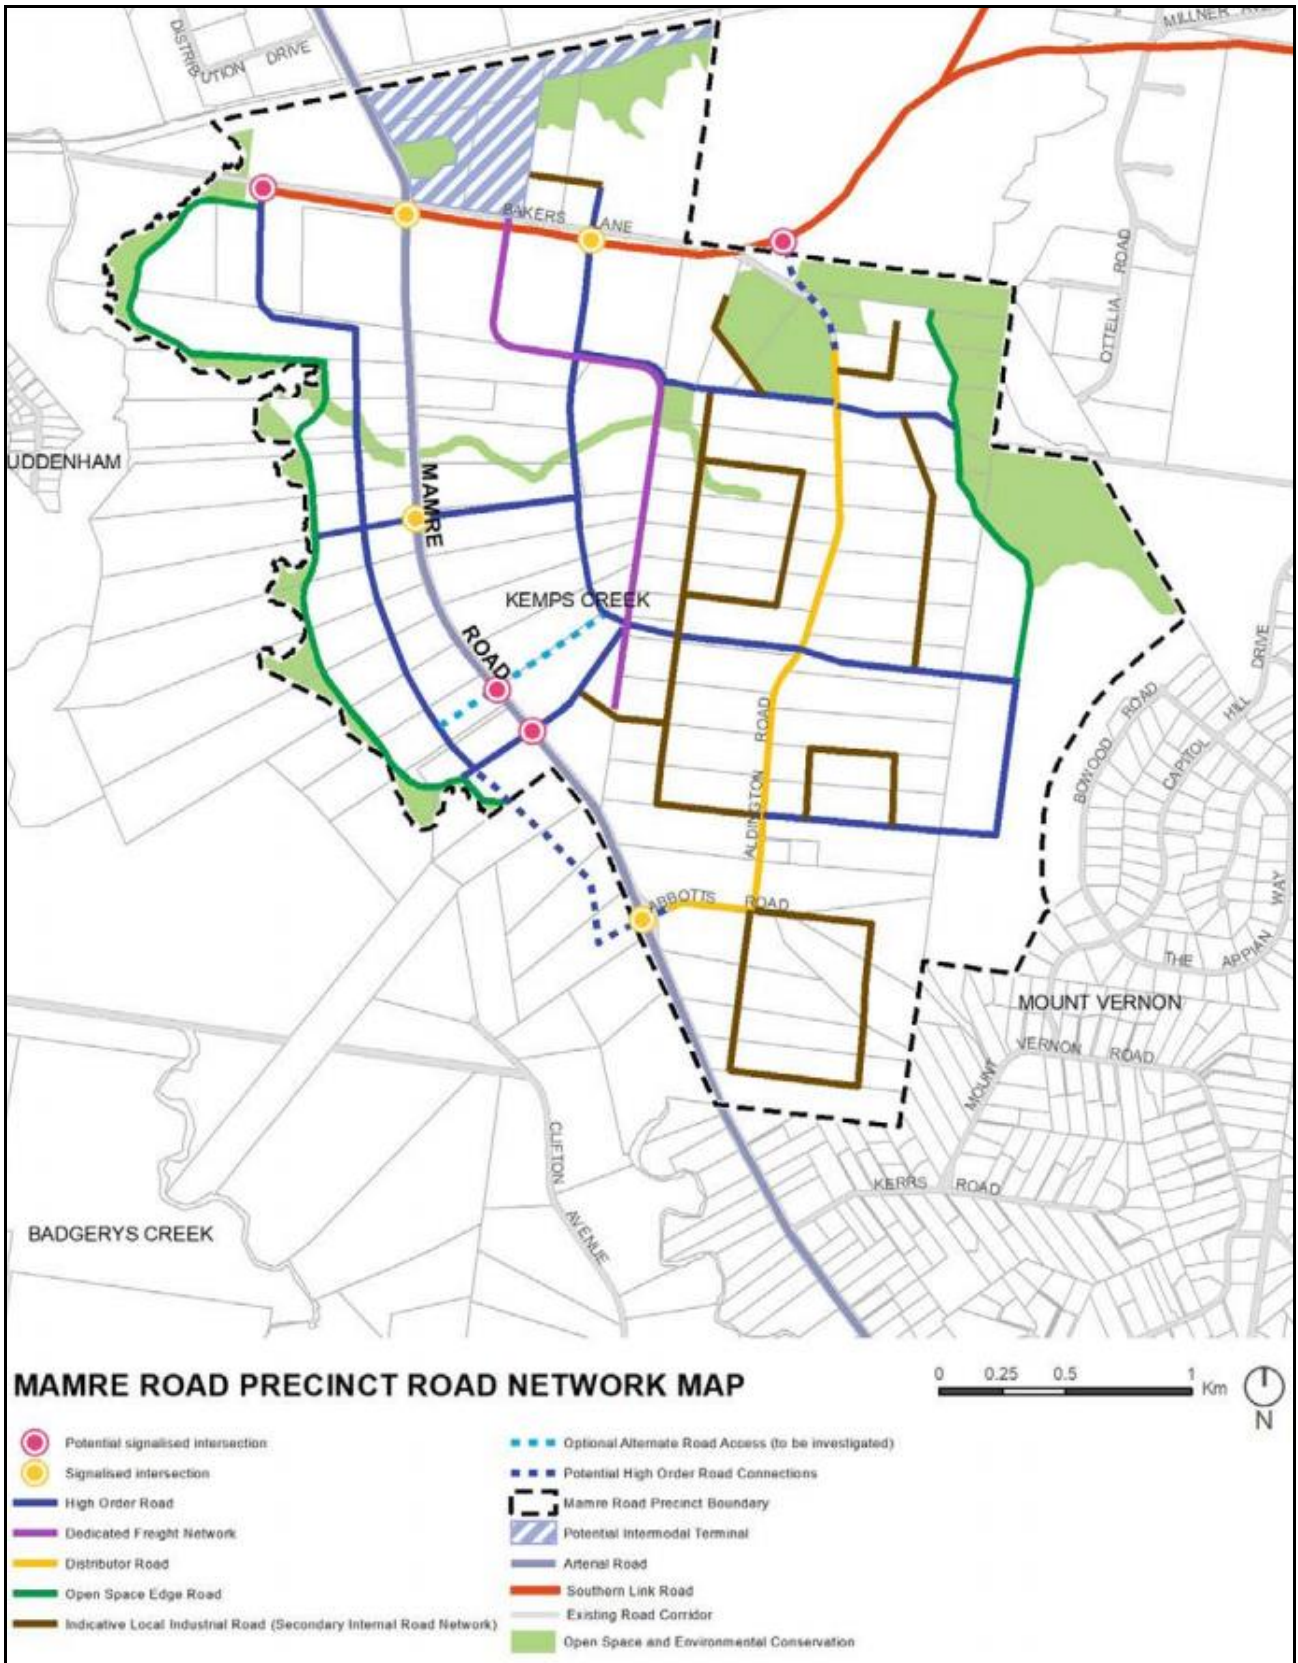 DISTRIBUTION DRIVE
MILLNER
BAKERS LANE
OTTELIA ROAD
UDDENHAM
MAMRE ROAD
KEMPS CREEK
ALDINGTON ROAD
BOWOOD ROAD
CAPITOL HILL DRIVE
ABBOTTS ROAD
THE APPIAN WAY
MOUNT VERNON
MOUNT VERNON ROAD
CLIFTON AVENUE
KERRS ROAD
BADGERYS CREEK
MAMRE ROAD PRECINCT ROAD NETWORK MAP
0 0.25 0.5 1 Km
N
Potential signalised intersection
Signalised intersection
High Order Road
Dedicated Freight Network
Distributor Road
Open Space Edge Road
Indicative Local Industrial Road (Secondary Internal Road Network)
Optional Alternate Road Access (to be investigated)
Potential High Order Road Connections
Mamre Road Precinct Boundary
Potential Intermodal Terminal
Arterial Road
Southern Link Road
Existing Road Corridor
Open Space and Environmental Conservation